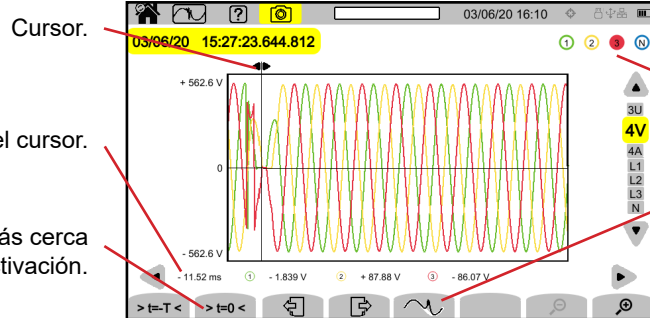 ?
03/06/20 16:10
Cursor.
03/06/20 15:27:23.644.812
1 2 3 N
+ 562.6 V
3U
4V
4A
L1
L2
L3
N
el cursor.
0
ás cerca
tivación.
- 562.6 V
- 11.52 ms 1 - 1.839 V 2 + 87.88 V 3 - 86.07 V
> t=-T < > t=0 <